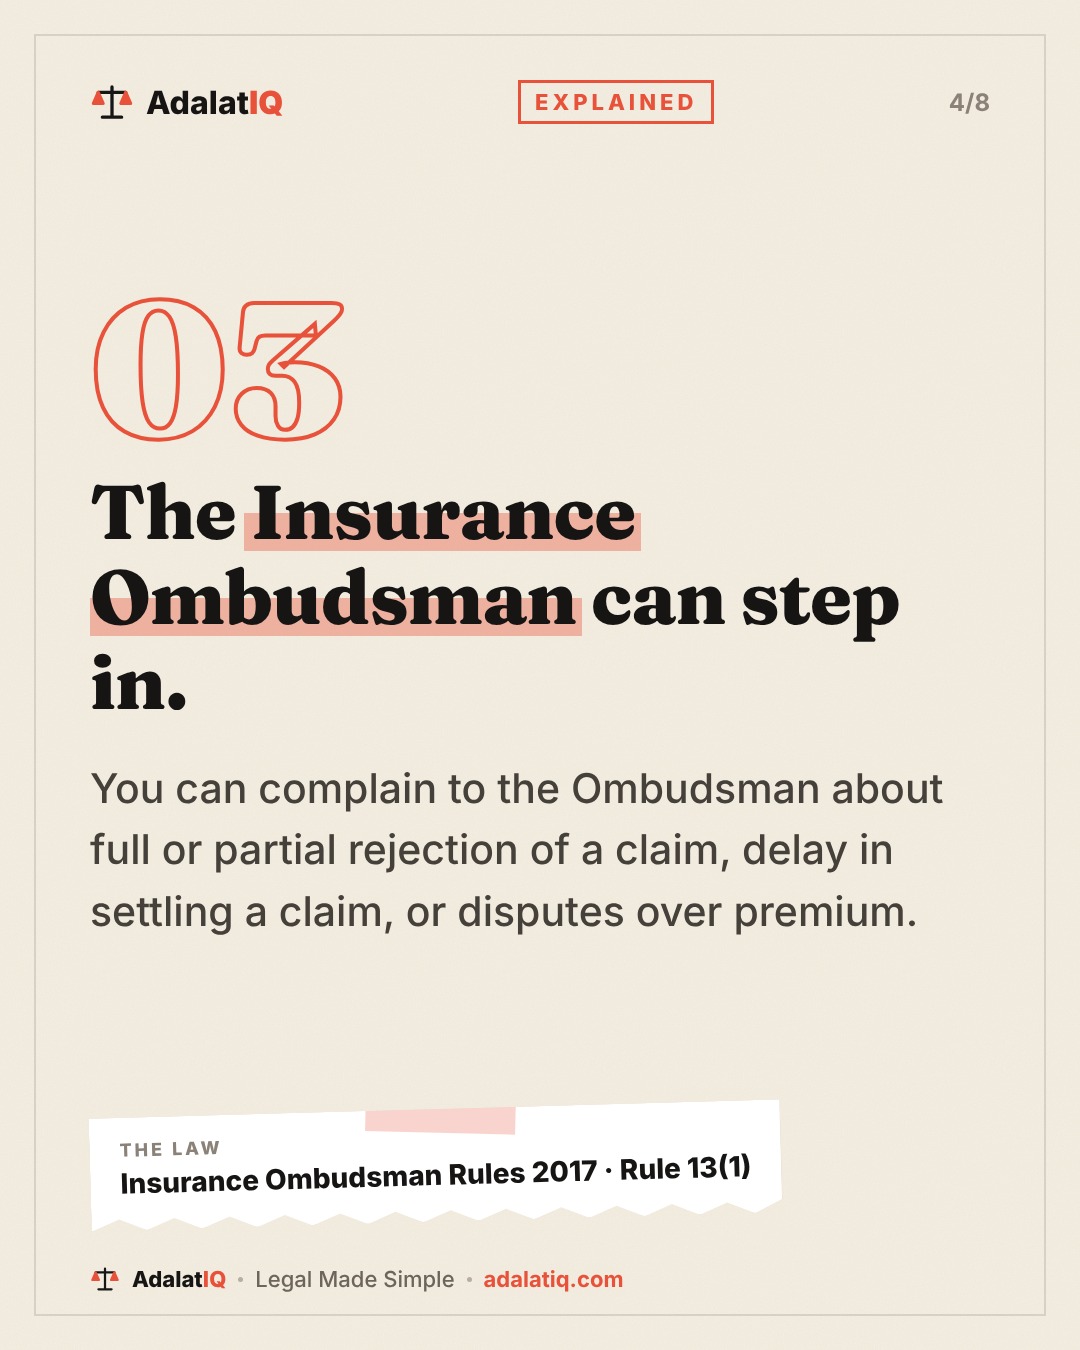 AdalatIQ
EXPLAINED
4/8
03
The Insurance
Ombudsman can step
in.
You can complain to the Ombudsman about
full or partial rejection of a claim, delay in
settling a claim, or disputes over premium.
THE LAW
Insurance Ombudsman Rules 2017 · Rule 13(1)
AdalatIQ • Legal Made Simple • adalatiq.com